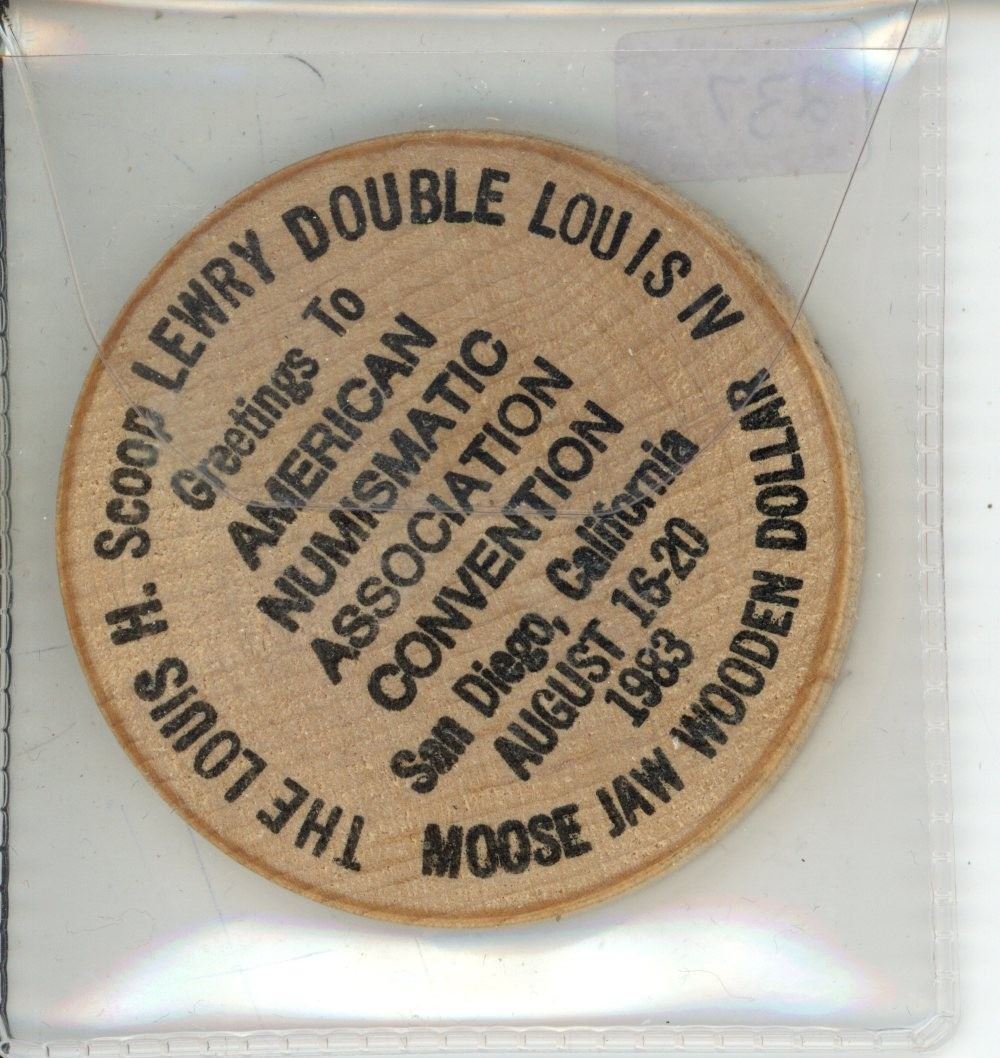 THE LOUIS H. Scoop LEWRY DOUBLE LOUIS IV
Greetings To
AMERICAN
NUMISMATIC
ASSOCIATION
CONVENTION
San Diego, California
AUGUST 16-20
1983
MOOSE JAW WOODEN DOLLAR